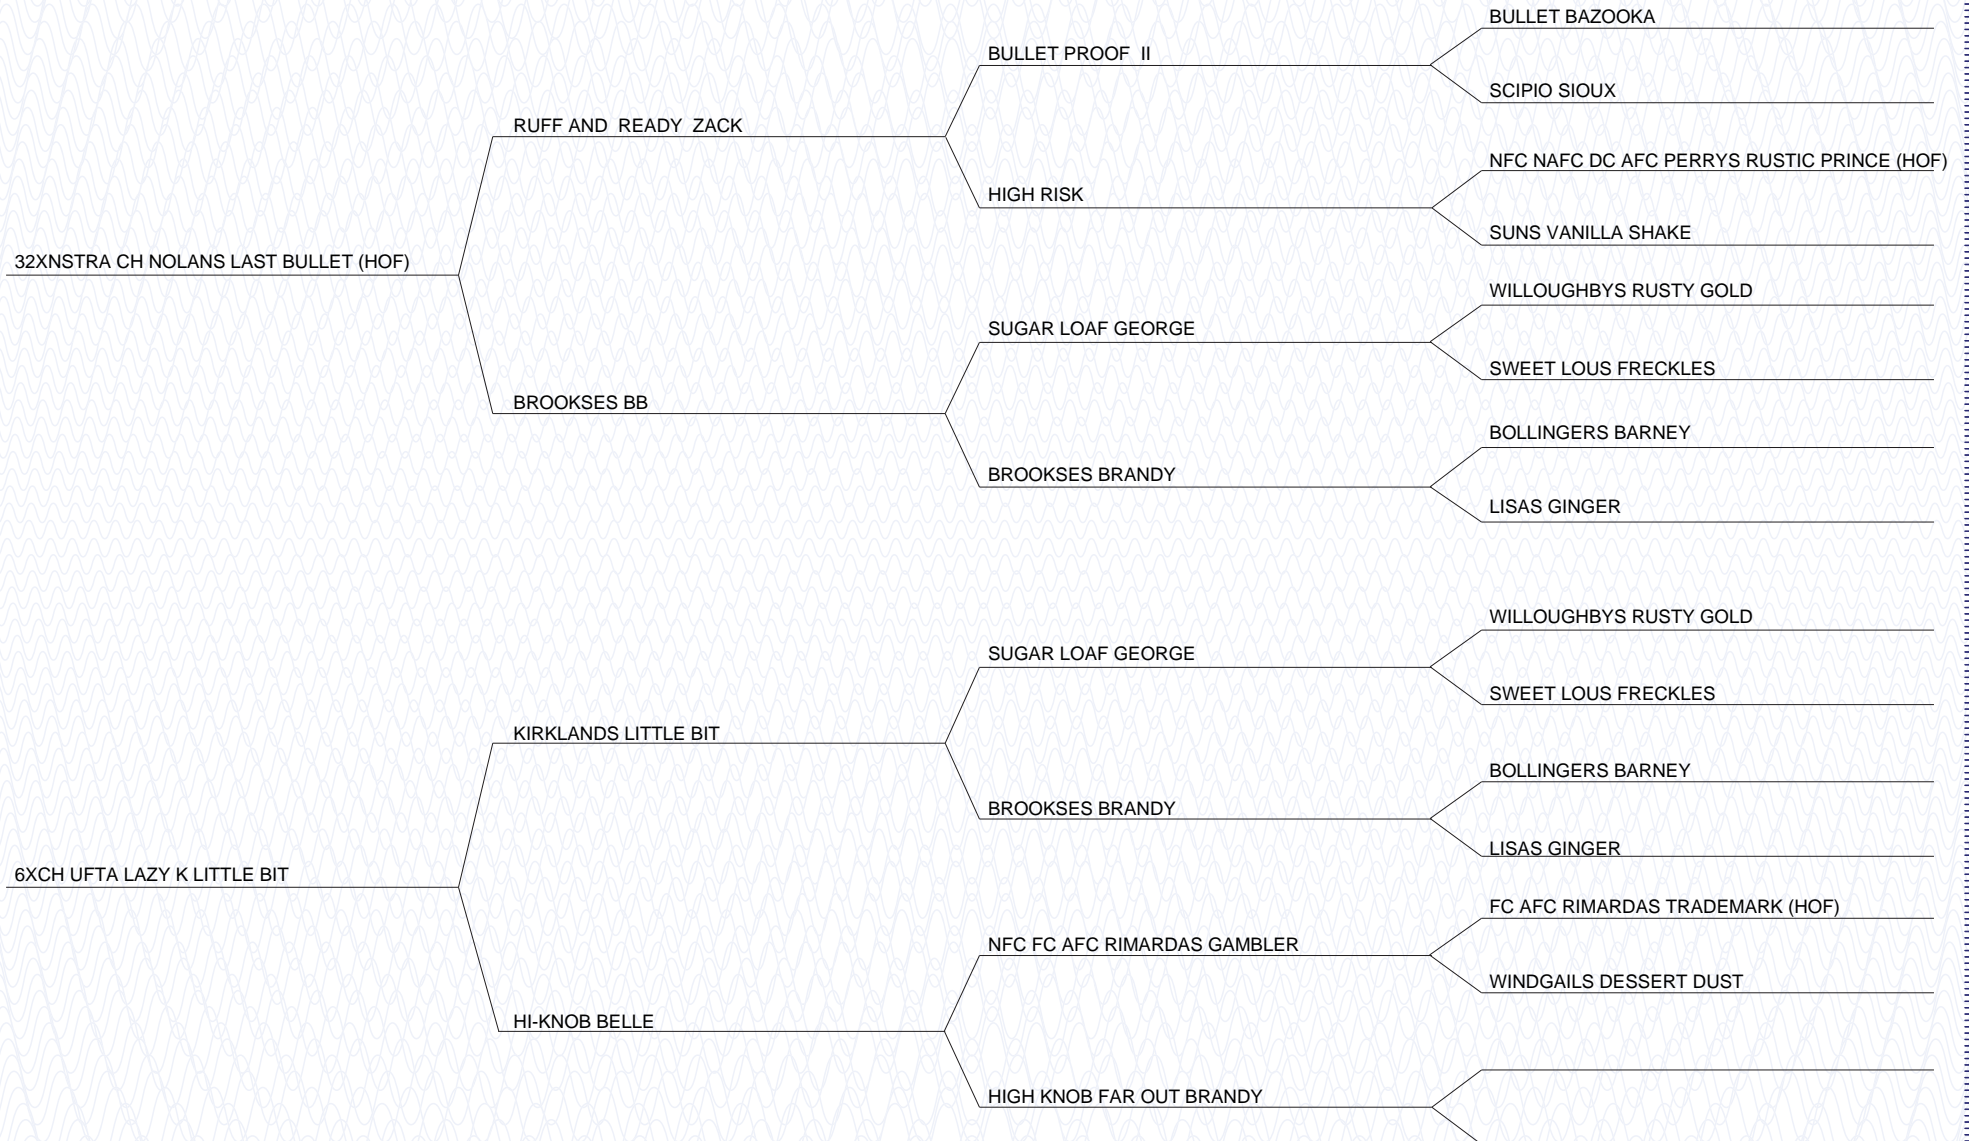 32XNSTRA CH NOLANS LAST BULLET (HOF)
RUFF AND  READY  ZACK
BULLET PROOF  II
BULLET BAZOOKA
SCIPIO SIOUX
HIGH RISK
NFC NAFC DC AFC PERRYS RUSTIC PRINCE (HOF)
SUNS VANILLA SHAKE
BROOKSES BB
SUGAR LOAF GEORGE
WILLOUGHBYS RUSTY GOLD
SWEET LOUS FRECKLES
BROOKSES BRANDY
BOLLINGERS BARNEY
LISAS GINGER
6XCH UFTA LAZY K LITTLE BIT
KIRKLANDS LITTLE BIT
SUGAR LOAF GEORGE
WILLOUGHBYS RUSTY GOLD
SWEET LOUS FRECKLES
BROOKSES BRANDY
BOLLINGERS BARNEY
LISAS GINGER
HI-KNOB BELLE
NFC FC AFC RIMARDAS GAMBLER
FC AFC RIMARDAS TRADEMARK (HOF)
WINDGAILS DESSERT DUST
HIGH KNOB FAR OUT BRANDY